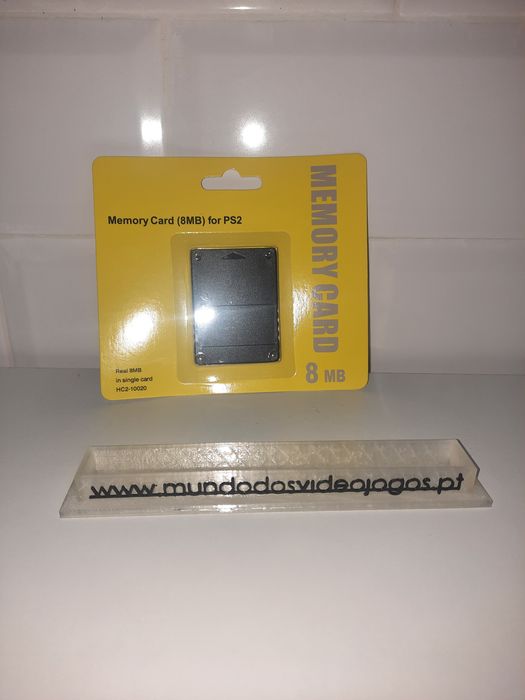 Memory Card (8MB) for PS2
MEMORY CARD
8 MB
Real 8MB
in single card
HC2-10020
www.mundodosvideojogos.pt